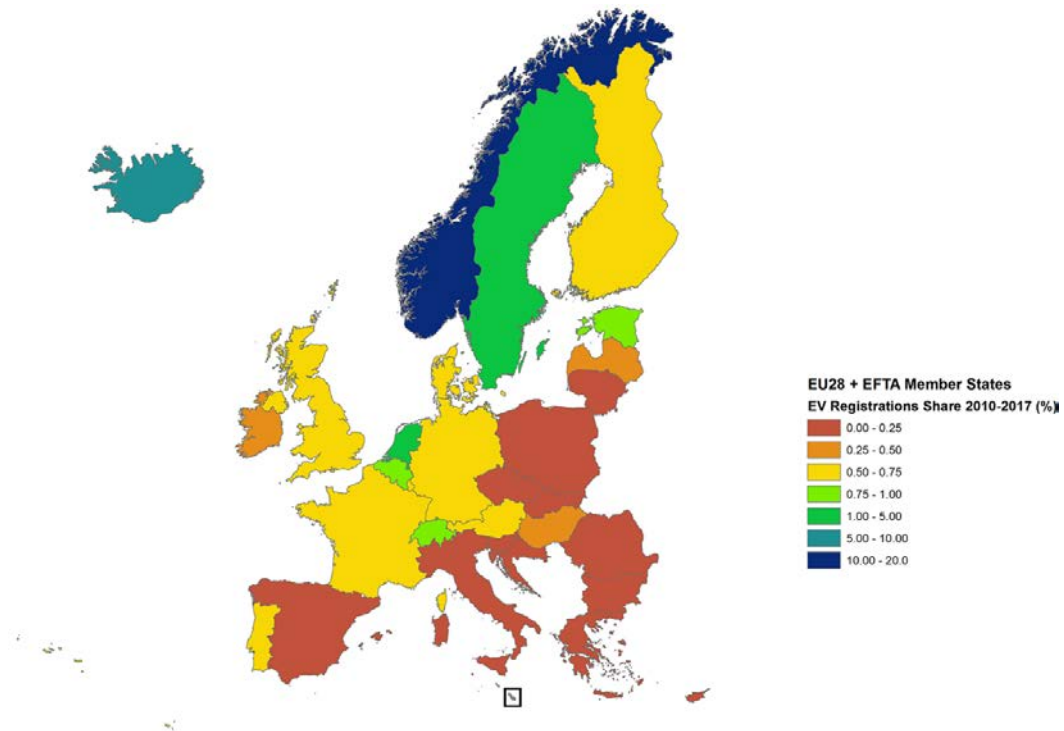 EU28 + EFTA Member States
EV Registrations Share 2010-2017 (%)
0.00 - 0.25
0.25 - 0.50
0.50 - 0.75
0.75 - 1.00
1.00 - 5.00
5.00 - 10.00
10.00 - 20.0